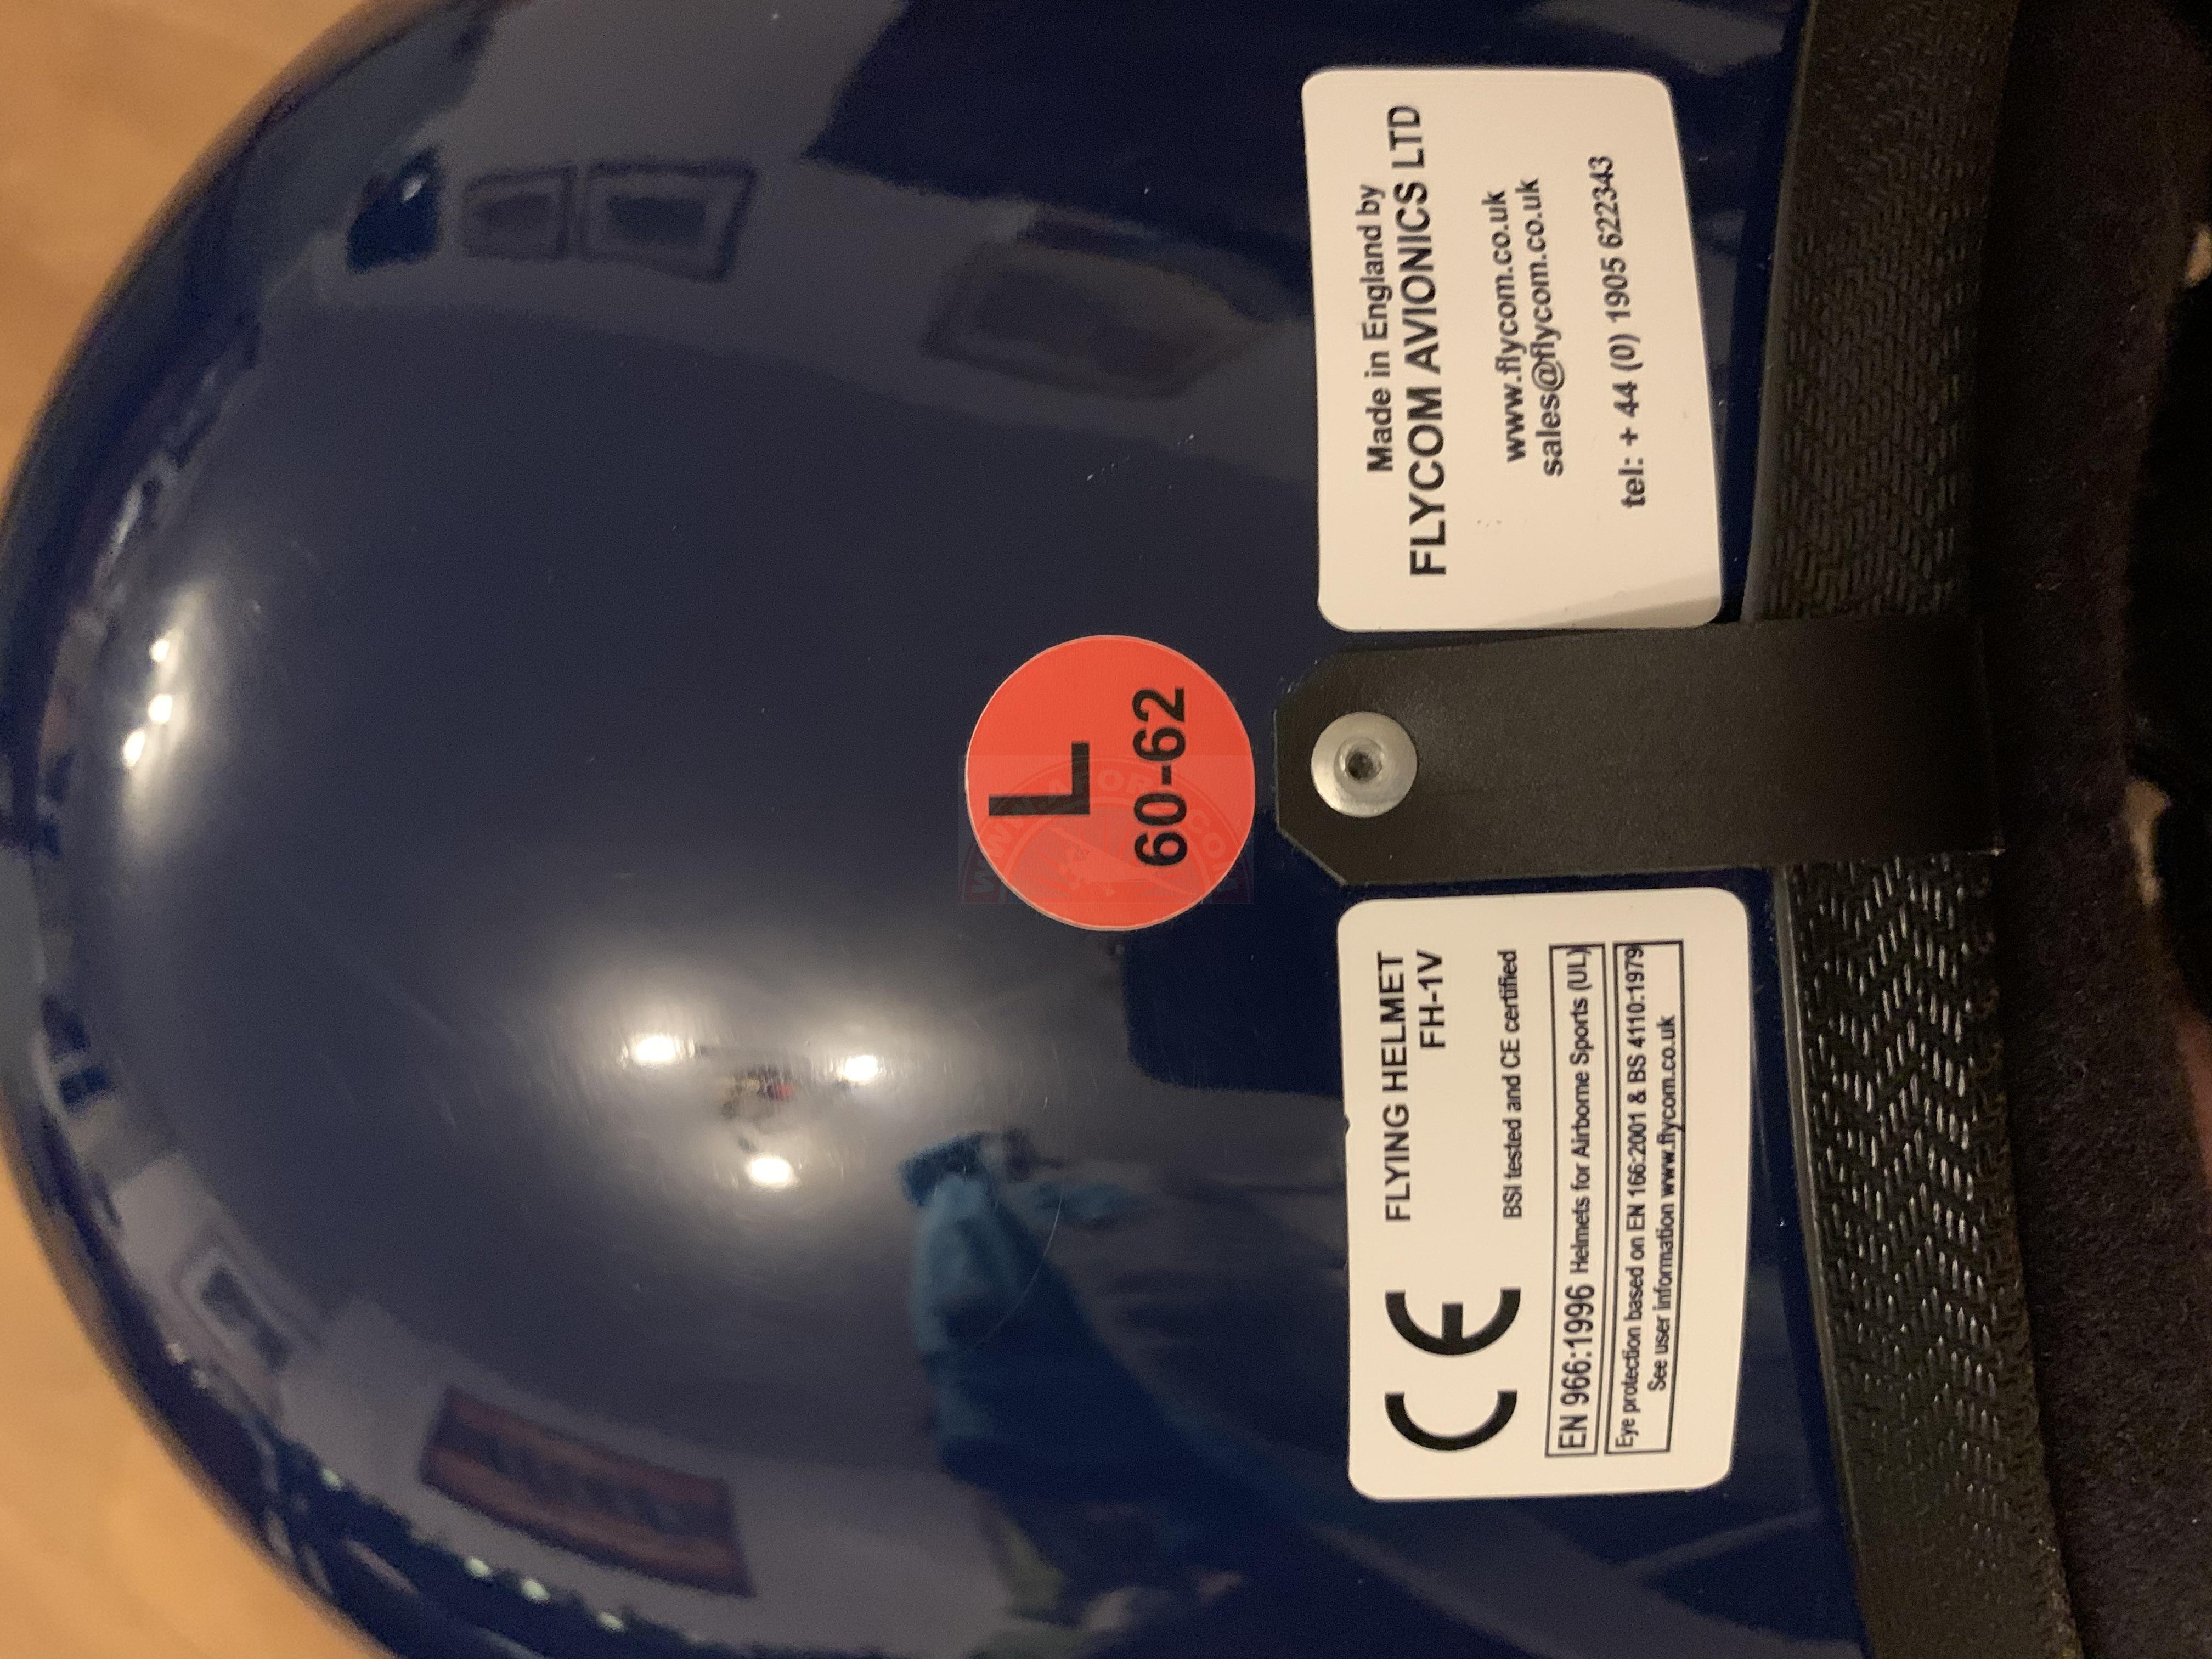 L
60-62
CE
FLYING HELMET
FH-1V
BSI tested and CE certified
EN 966:1996 Helmets for Airborne Sports (UL)
Eye protection based on EN 166:2001 & BS 4110:1979
See user information www.flycom.co.uk
Made in England by
FLYCOM AVIONICS LTD
www.flycom.co.uk
sales@flycom.co.uk
tel: + 44 (0) 1905 622343